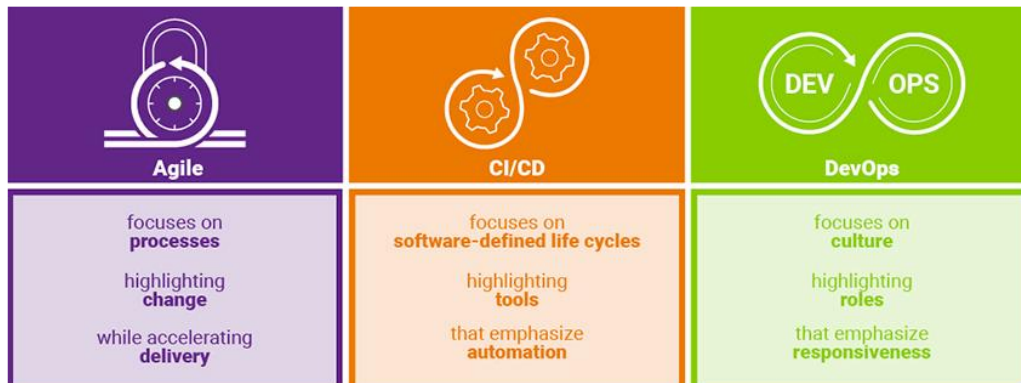 Agile
focuses on
processes
highlighting
change
while accelerating
delivery
CI/CD
focuses on
software-defined life cycles
highlighting
tools
that emphasize
automation
DEV OPS
DevOps
focuses on
culture
highlighting
roles
that emphasize
responsiveness